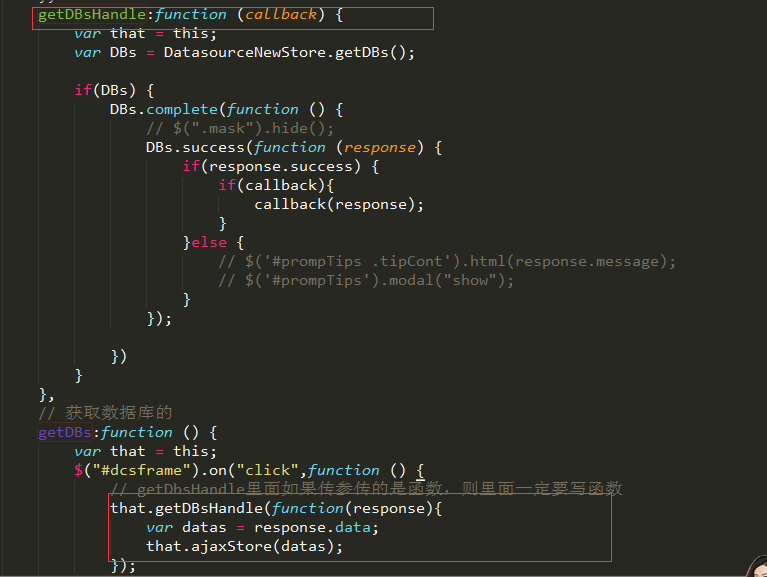 getDBsHandle:function (callback) {
var that = this;
var DBs = DatasourceNewStore.getDBs();
if(DBs) {
DBs.complete(function () {
// $(".mask").hide();
DBs.success(function (response) {
if(response.success) {
if(callback){
callback(response);
}
}else {
// $('#prompTips .tipCont').html(response.message);
// $('#prompTips').modal("show");
}
});
})
}
},
// 获取数据库的
getDBs:function () {
var that = this;
$("#dcsframe").on("click",function () {
// getDbsHandle里面如果传参传的是函数，则里面一定要写函数
that.getDBsHandle(function(response){
var datas = response.data;
that.ajaxStore(datas);
});